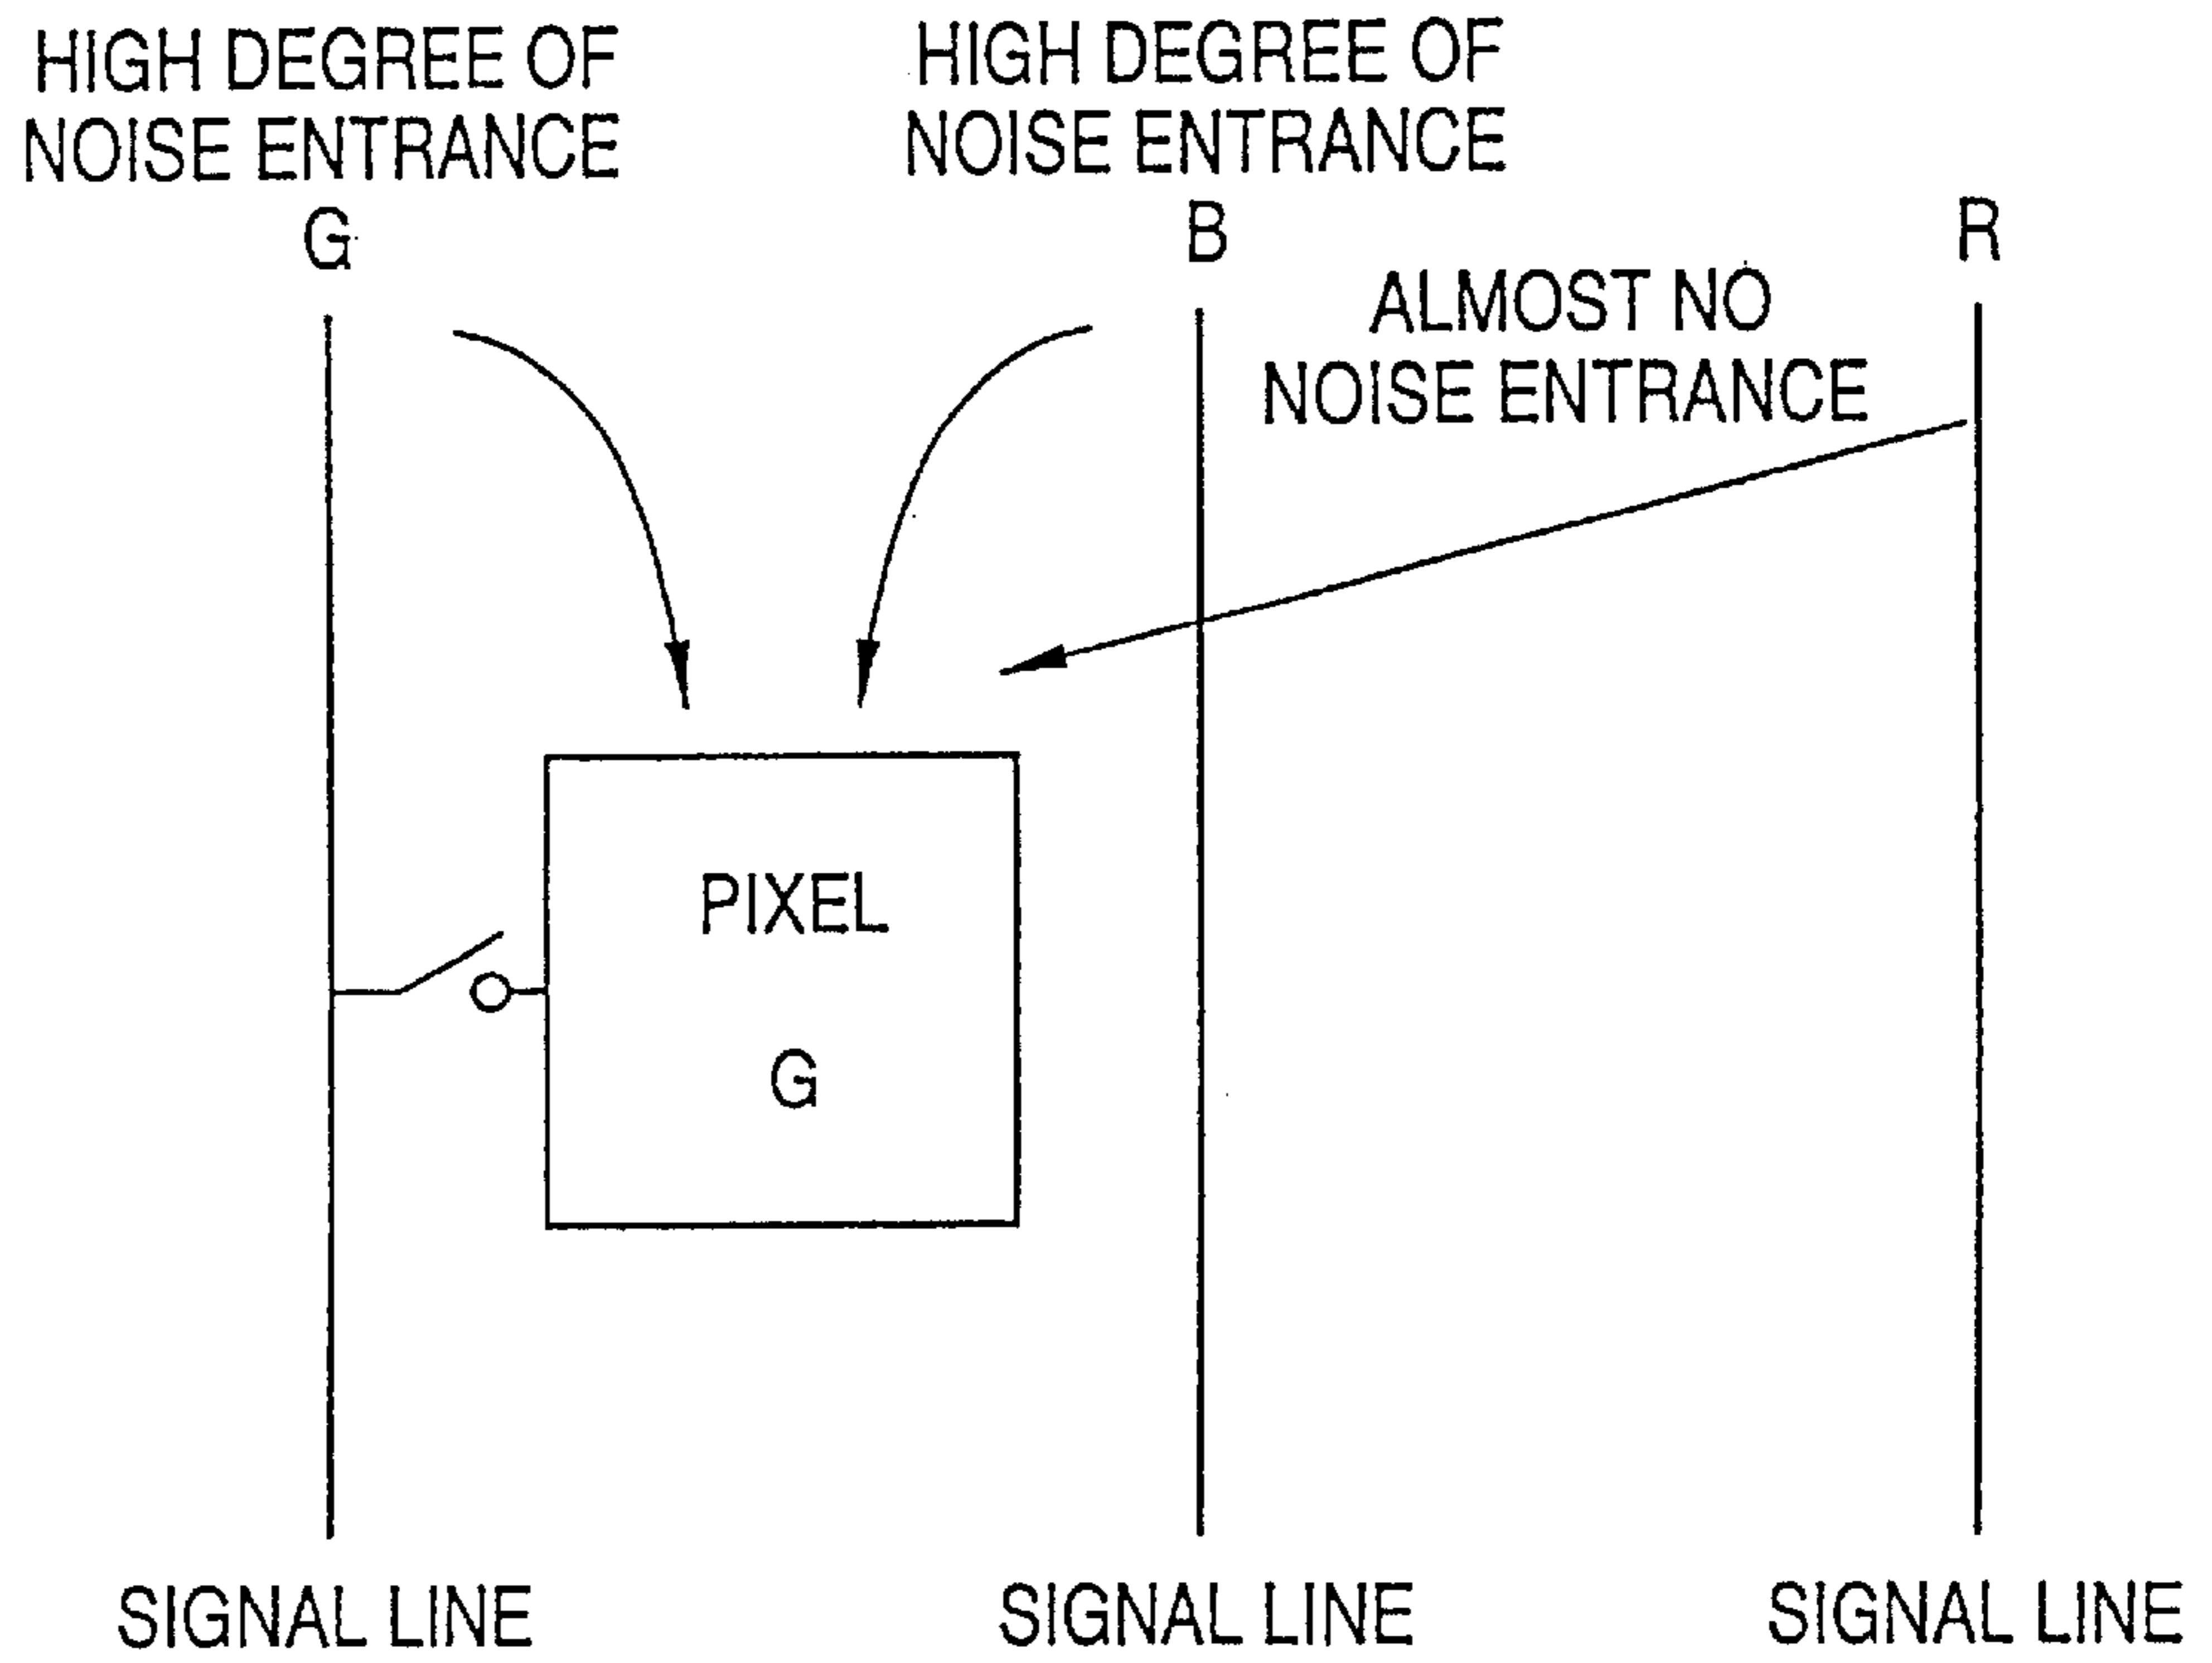 HIGH DEGREE OF
NOISE ENTRANCE
G
HIGH DEGREE OF
NOISE ENTRANCE
B
R
ALMOST NO
NOISE ENTRANCE
PIXEL
G
SIGNAL LINE
SIGNAL LINE
SIGNAL LINE